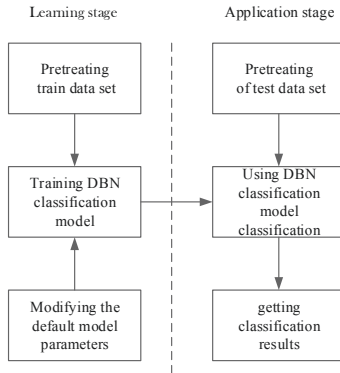 Learning stage
Application stage
Pretreating
train data set
Pretreating
of test data set
Training DBN
classification
model
Using DBN
classification
model
classification
Modifying the
default model
parameters
getting
classification
results